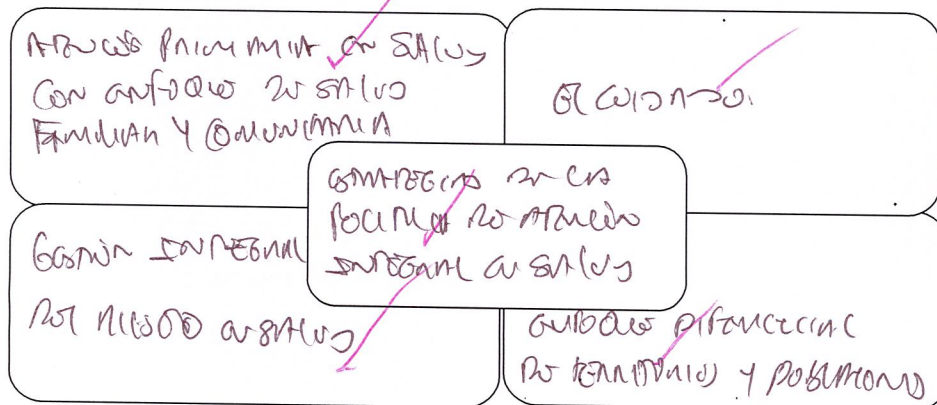 ATENCIÓN PRIMARIA EN SALUD
CON ENFOQUE DE SALUD
FAMILIAR Y COMUNITARIA
EL CUIDADO.
ESTRATEGIAS DE LA
POLITICA DE ATENCIÓN
INTEGRAL EN SALUD
GESTIÓN INTEGRAL
DEL RIESGO EN SALUD
ENFOQUE DIFERENCIAL
DE TERRITORIOS Y POBLACIONES